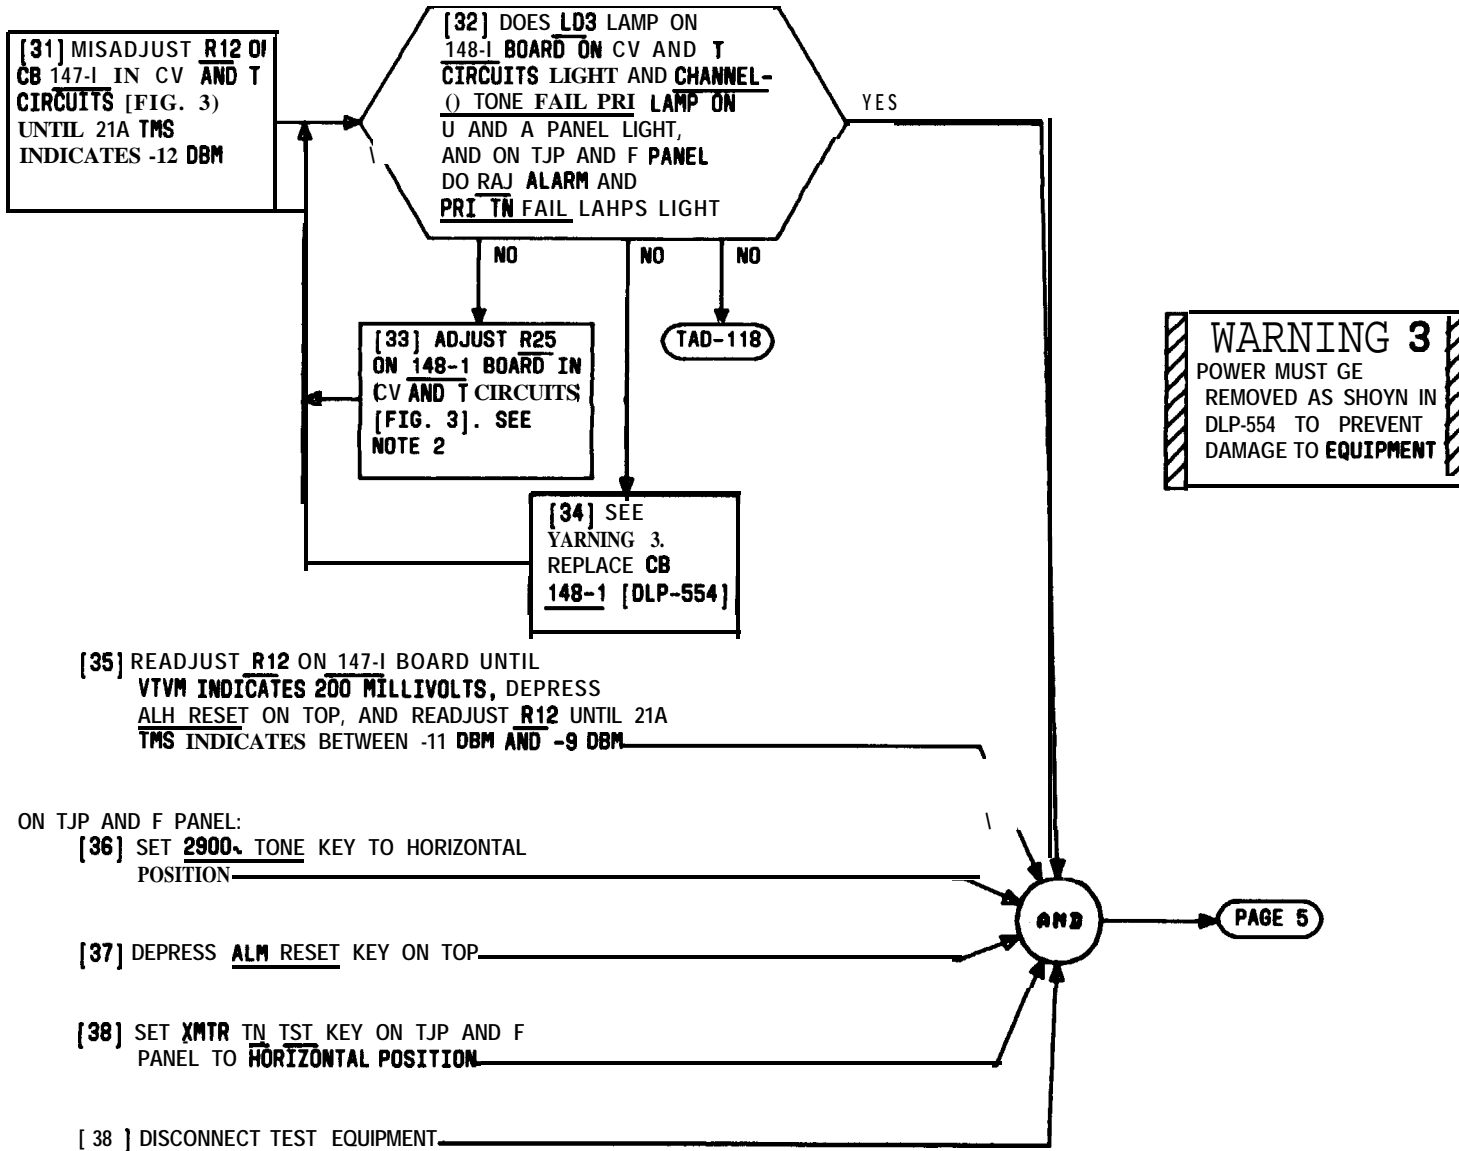 [31] MISADJUST R12 O
CB 147-I IN CV AND T
CIRCUITS [FIG. 3)
UNTIL 21A TMS
INDICATES -12 DBM
[32] DOES LD3 LAMP ON
148-I BOARD ON CV AND T
CIRCUITS LIGHT AND CHANNEL-
() TONE FAIL PRI LAMP ON
U AND A PANEL LIGHT,
AND ON TJP AND F PANEL
DO RAJ ALARM AND
PRI TN FAIL LAHPS LIGHT
YES
NO
NO
NO
[33] ADJUST R25
ON 148-1 BOARD IN
CV AND T CIRCUITS
[FIG. 3]. SEE
NOTE 2
TAD-118
WARNING 3
POWER MUST GE
REMOVED AS SHOYN IN
DLP-554 TO PREVENT
DAMAGE TO EQUIPMENT
[34] SEE
YARNING 3.
REPLACE CB
148-1 [DLP-554]
[35] READJUST R12 ON 147-I BOARD UNTIL
VTVM INDICATES 200 MILLIVOLTS, DEPRESS
ALH RESET ON TOP, AND READJUST R12 UNTIL 21A
TMS INDICATES BETWEEN -11 DBM AND -9 DBM
ON TJP AND F PANEL:
[36] SET 2900~ TONE KEY TO HORIZONTAL
POSITION
AND
PAGE 5
[37] DEPRESS ALM RESET KEY ON TOP
[38] SET XMTR TN TST KEY ON TJP AND F
PANEL TO HORIZONTAL POSITION
[ 38 ] DISCONNECT TEST EQUIPMENT